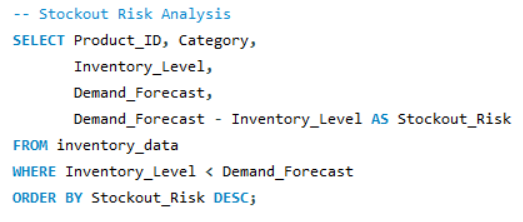 -- Stockout Risk Analysis
SELECT Product_ID, Category,
       Inventory_Level,
       Demand_Forecast,
       Demand_Forecast - Inventory_Level AS Stockout_Risk
FROM inventory_data
WHERE Inventory_Level < Demand_Forecast
ORDER BY Stockout_Risk DESC;